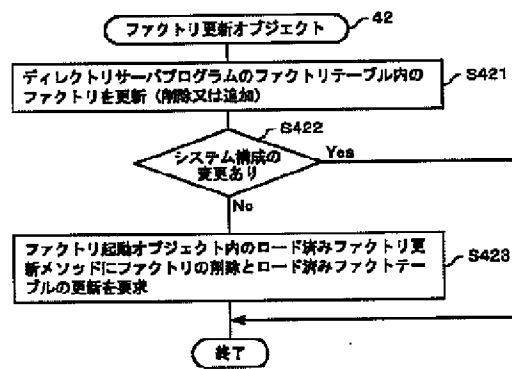 ファクトリ更新オブジェクト
42
ディレクトリサーバプログラムのファクトリテーブル内の
ファクトリを更新（削除又は追加）
S421
S422
システム構成の
変更あり
Yes
No
ファクトリ起動オブジェクト内のロード済みファクトリ更
新メソッドにファクトリの削除とロード済みファクトテー
ブルの更新を要求
S423
終了